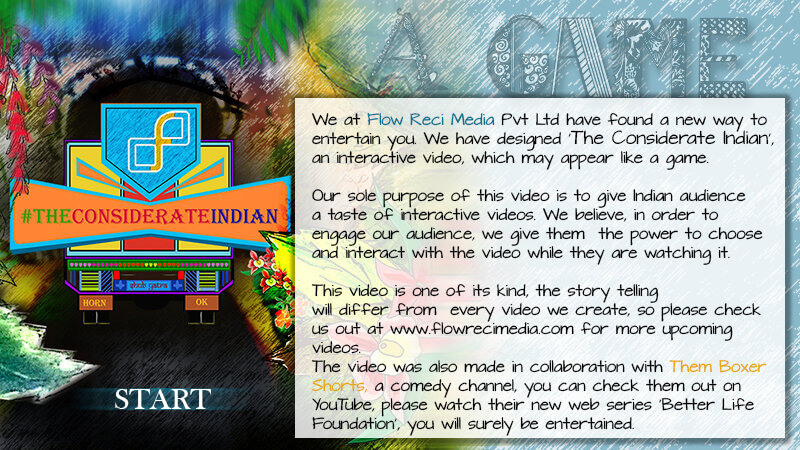 A GAME
We at Flow Reci Media Pvt Ltd have found a new way to
entertain you. We have designed 'The Considerate Indian',
an interactive video, which may appear like a game.
Our sole purpose of this video is to give Indian audience
a taste of interactive videos. We believe, in order to
engage our audience, we give them the power to choose
and interact with the video while they are watching it.
This video is one of its kind, the story telling
will differ from every video we create, so please check
us out at www.flowrecimedia.com for more upcoming
videos.
The video was also made in collaboration with Them Boxer
Shorts, a comedy channel, you can check them out on
YouTube, please watch their new web series 'Better Life
Foundation', you will surely be entertained.
#THECONSIDERATEINDIAN
HORN
OK
START